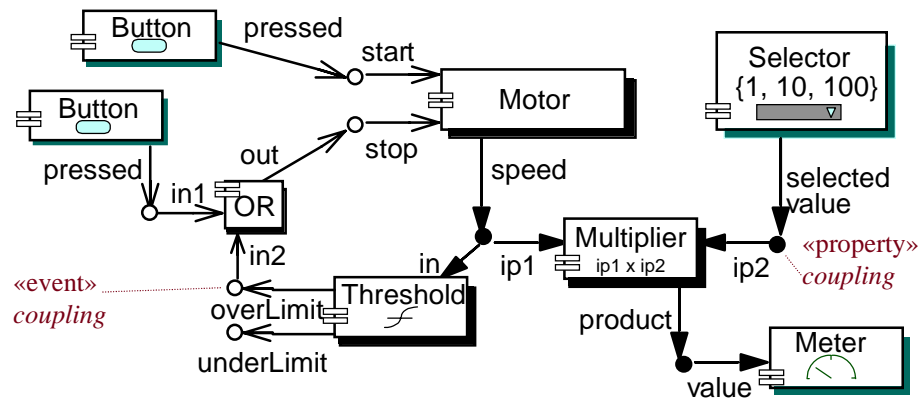 Button
pressed
start
Motor
Selector
{1, 10, 100}
Button
pressed
in1
out
stop
OR
in2
speed
selected
value
«event»
coupling
in
ip1
Multiplier
ip1 x ip2
ip2
«property»
coupling
overLimit
underLimit
Threshold
product
value
Meter